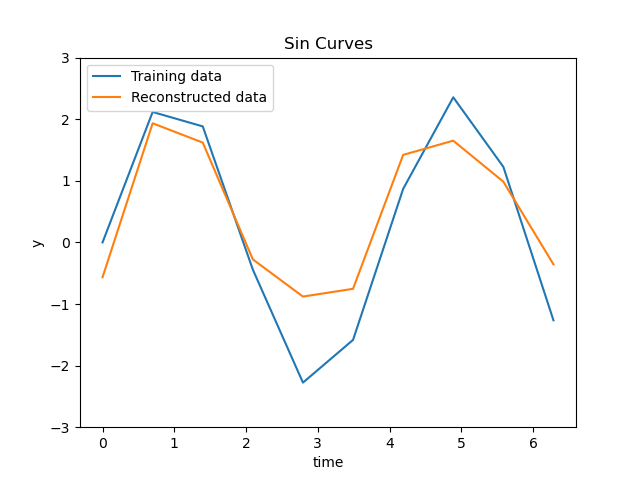 Sin Curves
Training data
Reconstructed data
3
2
1
0
−1
−2
−3
y
0 1 2 3 4 5 6
time